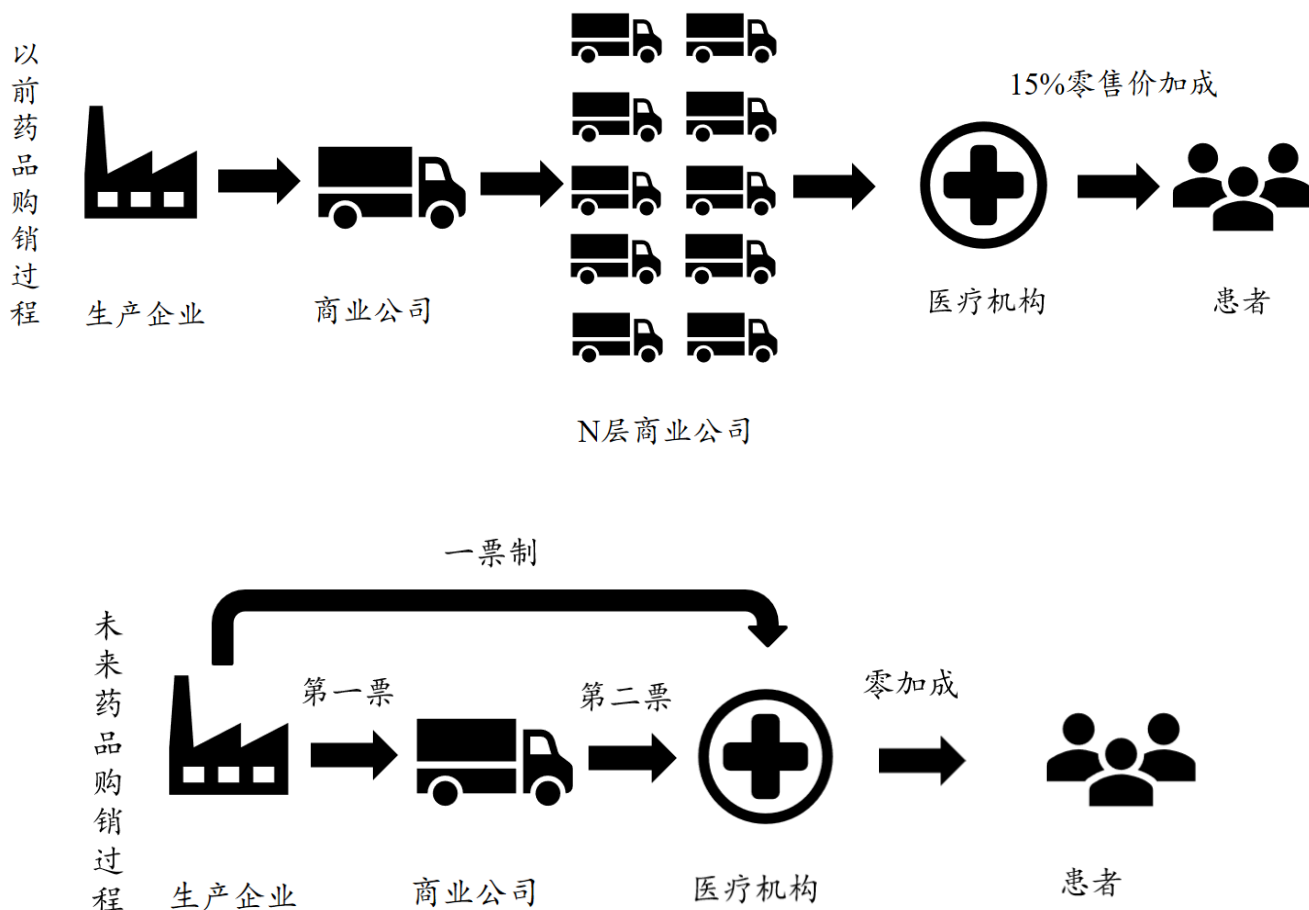 以前药品购销过程
15%零售价加成
生产企业
商业公司
医疗机构
患者
N层商业公司
未来药品购销过程
一票制
第一票
第二票
零加成
生产企业
商业公司
医疗机构
患者